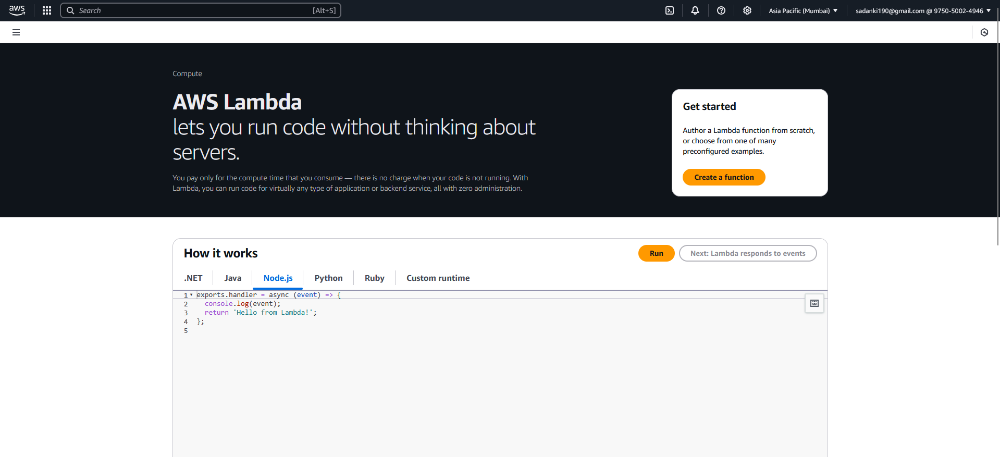 aws
Search [Alt+S]
Asia Pacific (Mumbai)
sadanki190@gmail.com @ 9750-5002-4946
Compute
AWS Lambda
lets you run code without thinking about
servers.
You pay only for the compute time that you consume — there is no charge when your code is not running. With
Lambda, you can run code for virtually any type of application or backend service, all with zero administration.
Get started
Author a Lambda function from scratch,
or choose from one of many
preconfigured examples.
Create a function
How it works
Run
Next: Lambda responds to events
.NET
Java
Node.js
Python
Ruby
Custom runtime
1 exports.handler = async (event) => {
2 console.log(event);
3 return 'Hello from Lambda!';
4 };
5